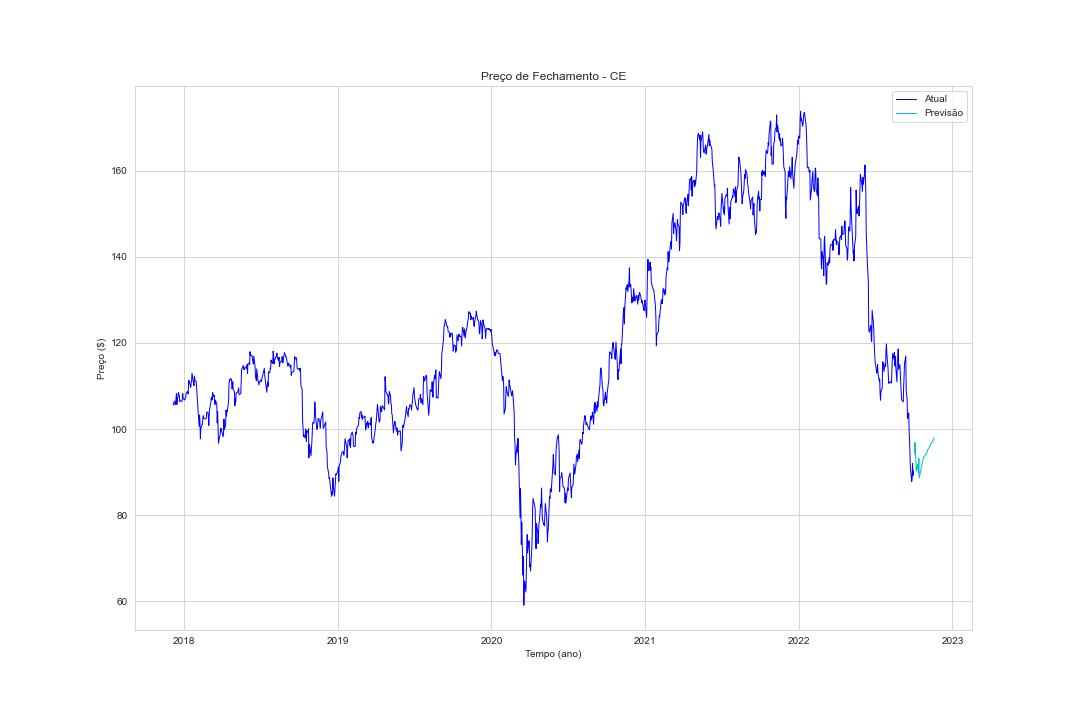 Preço de Fechamento - CE
Atual
Previsão
160
140
120
100
80
60
Preço ($)
2018 2019 2020 2021 2022 2023
Tempo (ano)